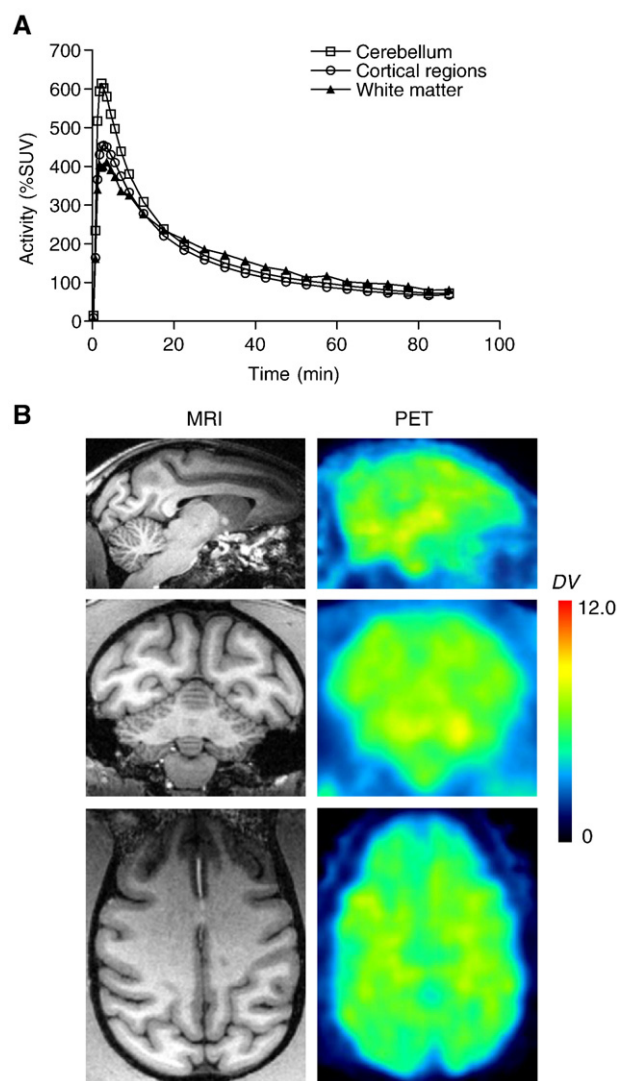 A
700
600
500
400
300
200
100
0
Activity (%SUV)
Cerebellum
Cortical regions
White matter
0 20 40 60 80 100
Time (min)
B
MRI PET
DV
12.0
0